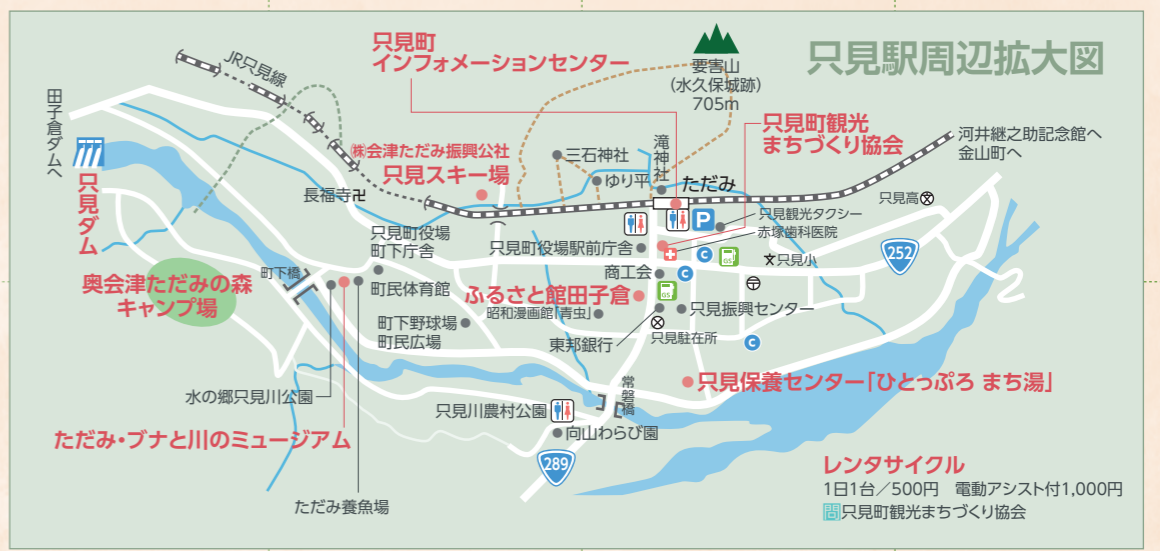 只見駅周辺拡大図
只見町
インフォメーションセンター
要害山
(水久保城跡)
705m
JR只見線
田子倉ダムへ
只見ダム
㈱会津ただみ振興公社
只見スキー場
三石神社
ゆり平
滝神社
ただみ
只見町観光
まちづくり協会
河井継之助記念館へ
金山町へ
長福寺卍
只見高
P
只見観光タクシー
赤塚歯科医院
只見町役場
町下庁舎
只見町役場駅前庁舎
C
GS
文只見小
252
奥会津ただみの森
キャンプ場
町下橋
町民体育館
商工会
C
ふるさと館田子倉
GS
昭和漫画館「青虫」
只見振興センター
町下野球場
町民広場
東邦銀行
只見駐在所
C
只見保養センター「ひとっぷろ まち湯」
水の郷只見川公園
常磐橋
只見川農村公園
向山わらび園
ただみ・ブナと川のミュージアム
289
ただみ養魚場
レンタサイクル
1日1台/500円 電動アシスト付1,000円
問只見町観光まちづくり協会